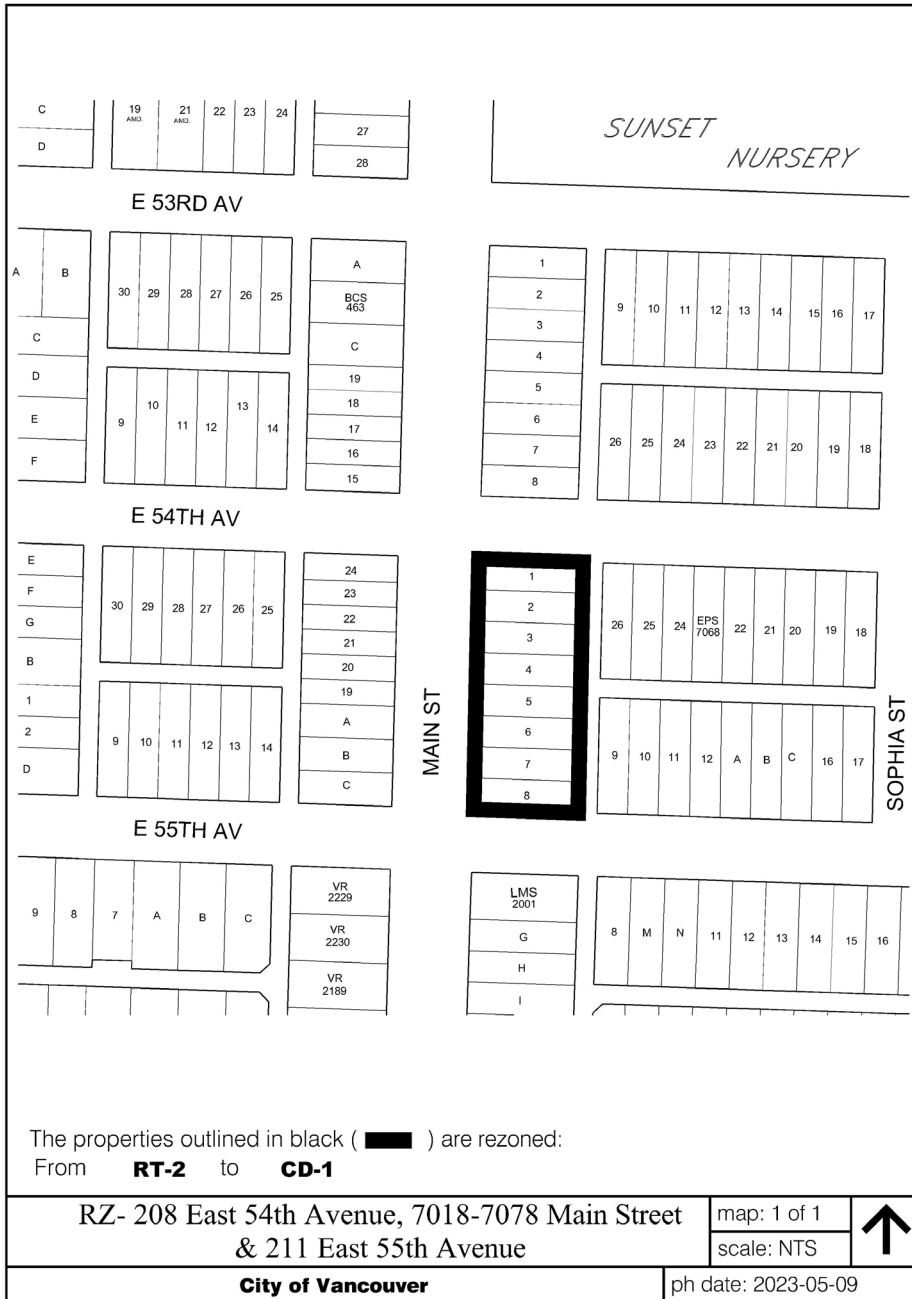 C 19 AMD. 21 AMD. 22 23 24 27
D 28
SUNSET
NURSERY
E 53RD AV
A B 30 29 28 27 26 25 A 1 9 10 11 12 13 14 15 16 17
BCS
463
2
3
C C 4
D 19 5
9 10 11 12 13 14 18 6 26 25 24 23 22 21 20 19 18
E 17 7
F 16 8
15
E 54TH AV
E 30 29 28 27 26 25 24 1 26 25 24 EPS 7068 22 21 20 19 18
F 23 2
G 22 3
21
B 20 4
1 19 5
2 9 10 11 12 13 14 A 6 9 10 11 12 A B C 16 17
D B 7
C 8
MAIN ST
SOPHIA ST
E 55TH AV
9 8 7 A B C VR 2229 LMS 2001 8 M N 11 12 13 14 15 16
VR 2230 G
H
VR 2189 I
The properties outlined in black ( ) are rezoned:
From RT-2 to CD-1
RZ- 208 East 54th Avenue, 7018-7078 Main Street
& 211 East 55th Avenue
map: 1 of 1
scale: NTS
City of Vancouver
ph date: 2023-05-09